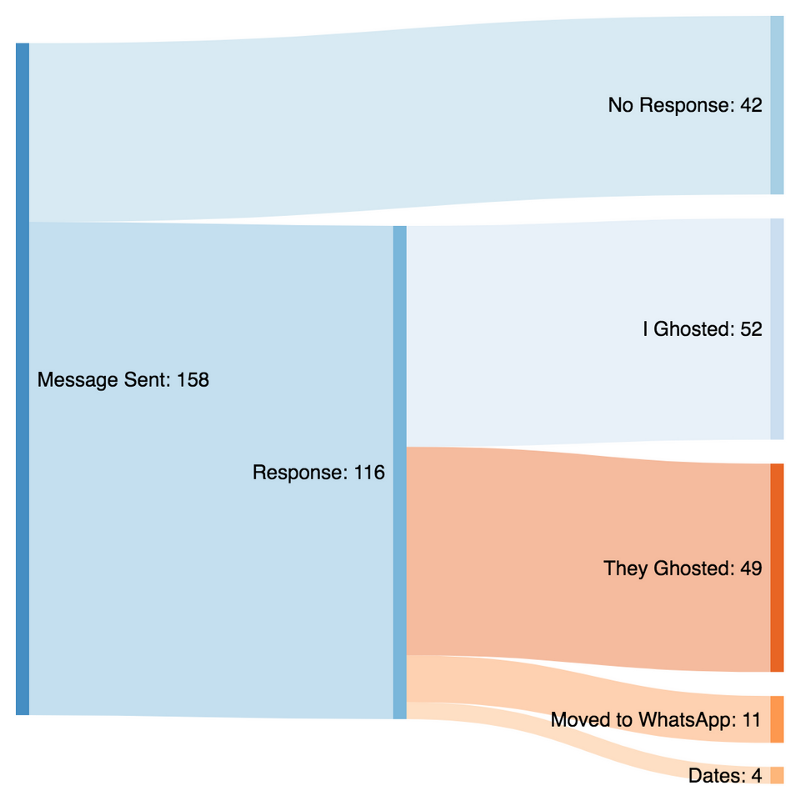 No Response: 42
I Ghosted: 52
Message Sent: 158
Response: 116
They Ghosted: 49
Moved to WhatsApp: 11
Dates: 4